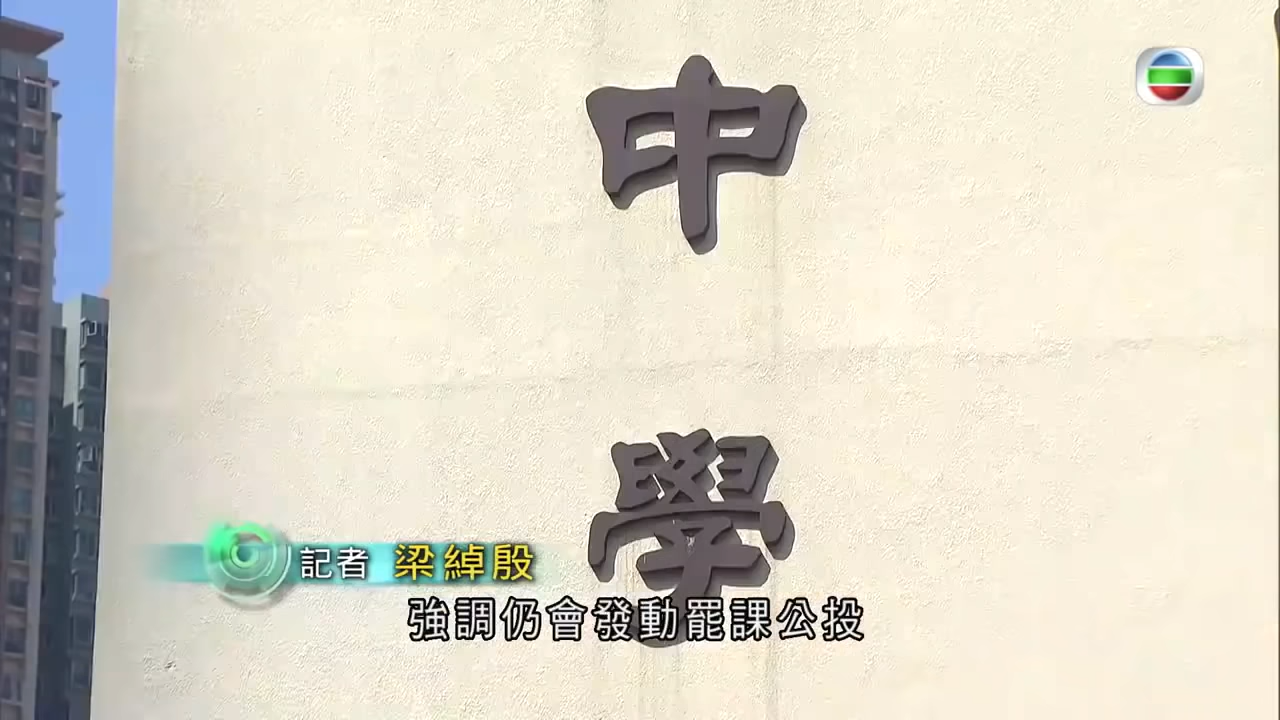 中
學
記者 梁綽殷
強調仍會發動罷課公投